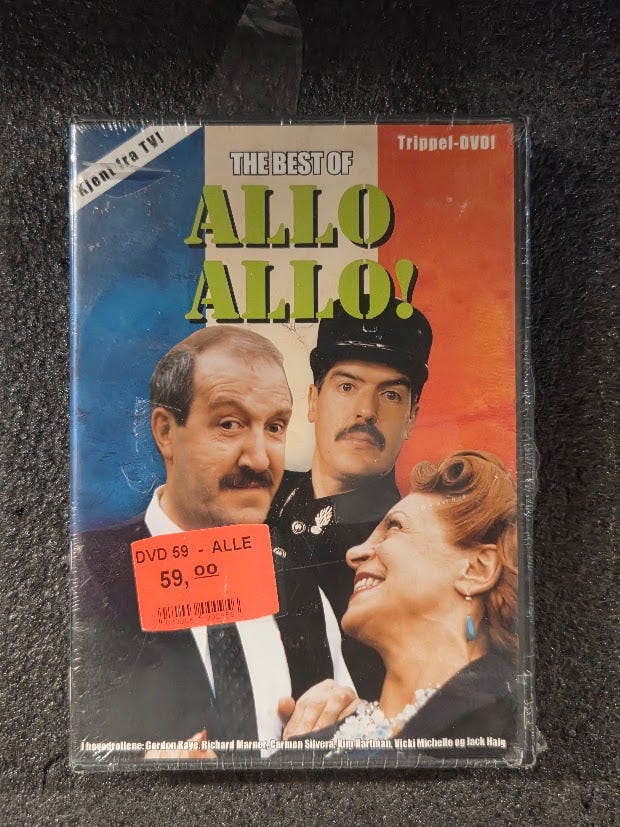 Kjent fra TV!
Trippel-DVD!
THE BEST OF
ALLO
ALLO!
DVD 59 - ALLE
59,00
I hovedrollene: Gordon Kaye, Richard Marner, Carmen Silvera, Kim Hartman, Vicki Michelle og Jack Haig